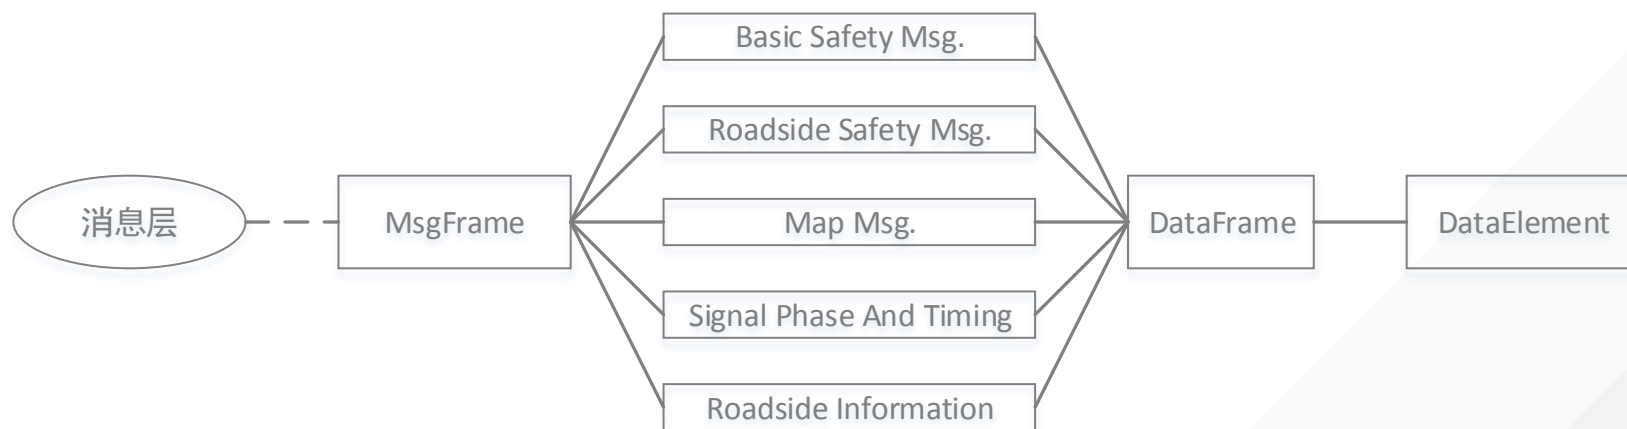 Basic Safety Msg.
Roadside Safety Msg.
消息层
MsgFrame
Map Msg.
DataFrame
DataElement
Signal Phase And Timing
Roadside Information